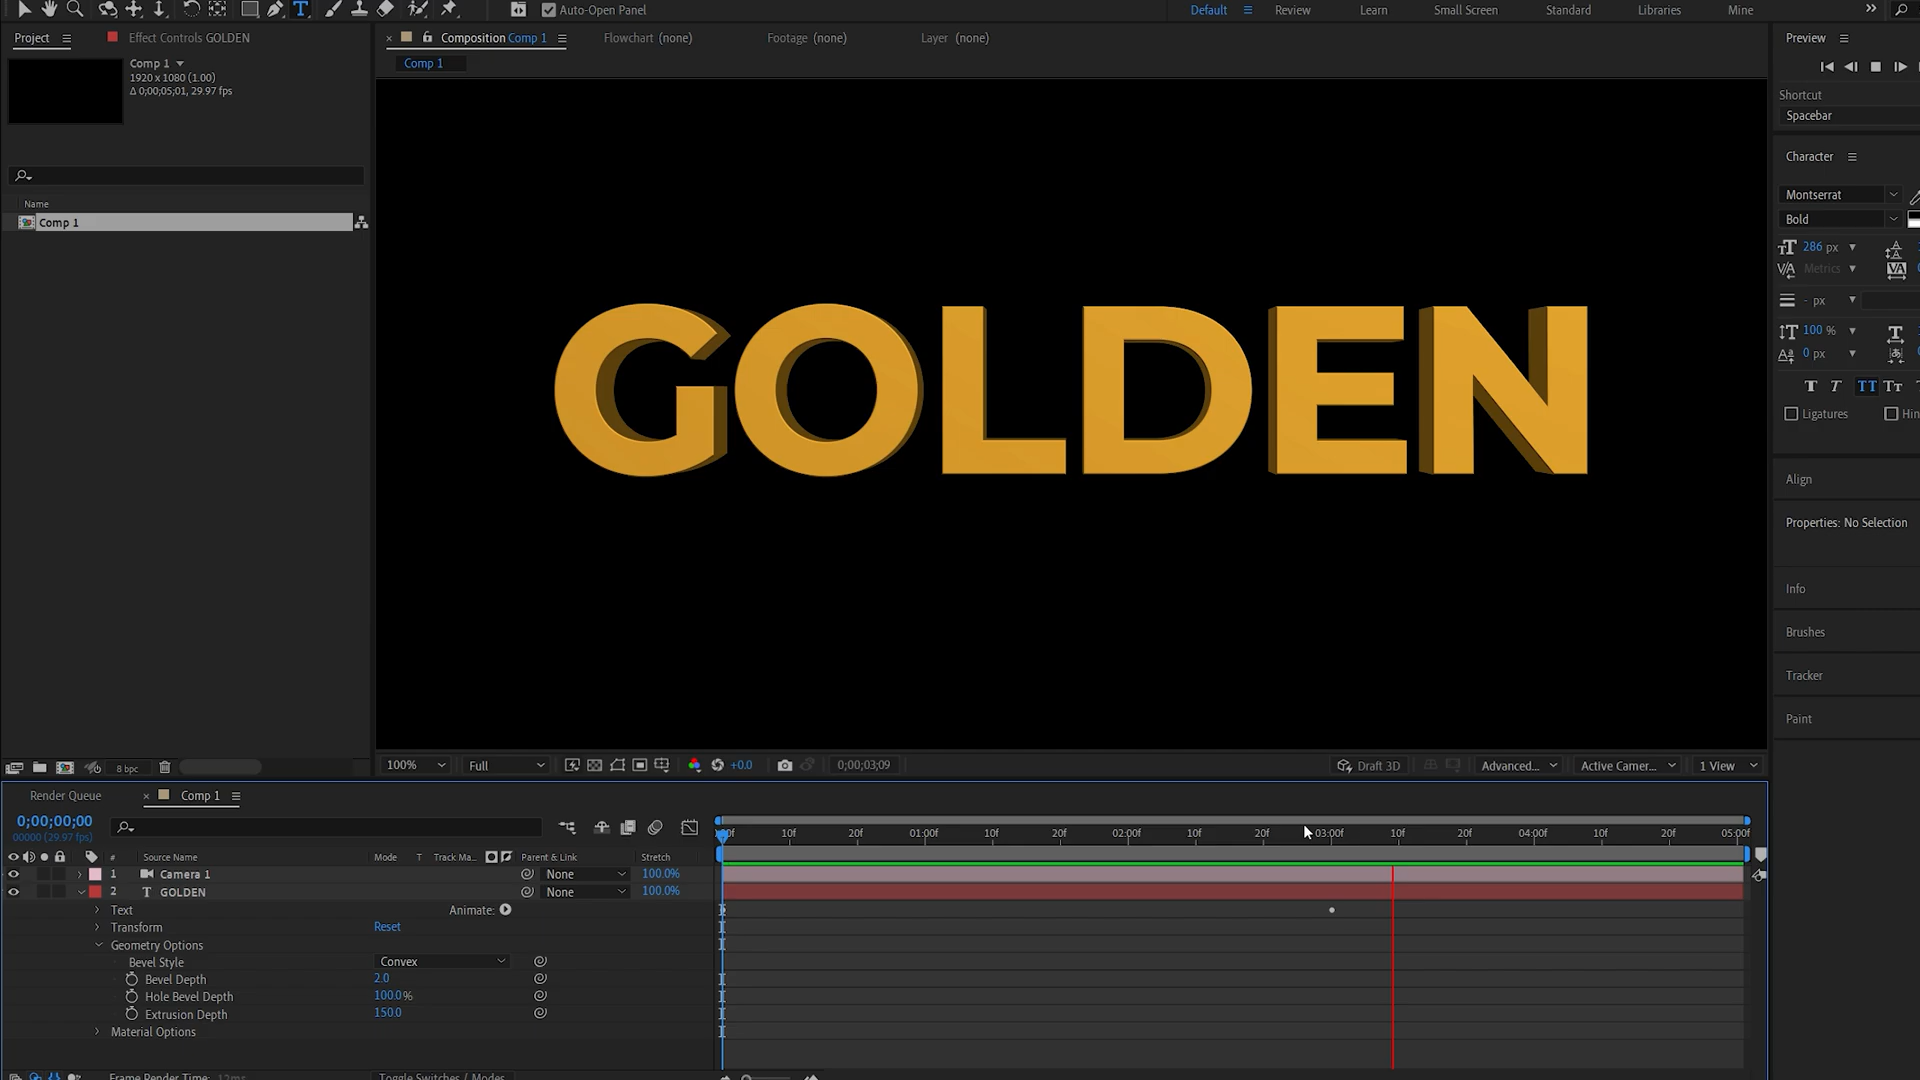 Auto-Open Panel
Default
Review
Learn
Small Screen
Standard
Libraries
Mine
Project
Effect Controls GOLDEN
Composition Comp 1
Flowchart (none)
Footage (none)
Layer (none)
Preview
Comp 1
1920 x 1080 (1.00)
Δ 0;00;05;01, 29.97 fps
Comp 1
Shortcut
Spacebar
Character
Montserrat
Bold
286 px
Metrics
- px
100 %
0 px
Ligatures
Align
Properties: No Selection
Info
Brushes
Tracker
Paint
Name
Comp 1
GOLDEN
8 bpc
100%
Full
+0.0
0;00;03;09
Draft 3D
Advanced...
Active Camer...
1 View
Render Queue
Comp 1
0;00;00;00
00000 (29.97 fps)
10f 20f 01:00f 10f 20f 02:00f 10f 20f 03:00f 10f 20f 04:00f 10f 20f 05:00f
# Source Name Mode T Track Ma... Parent & Link Stretch
1 Camera 1 None 100.0%
2 T GOLDEN None 100.0%
Text Animate:
Transform Reset
Geometry Options
Bevel Style Convex
Bevel Depth 2.0
Hole Bevel Depth 100.0%
Extrusion Depth 150.0
Material Options
Frame Render Time: 12ms
Toggle Switches / Modes